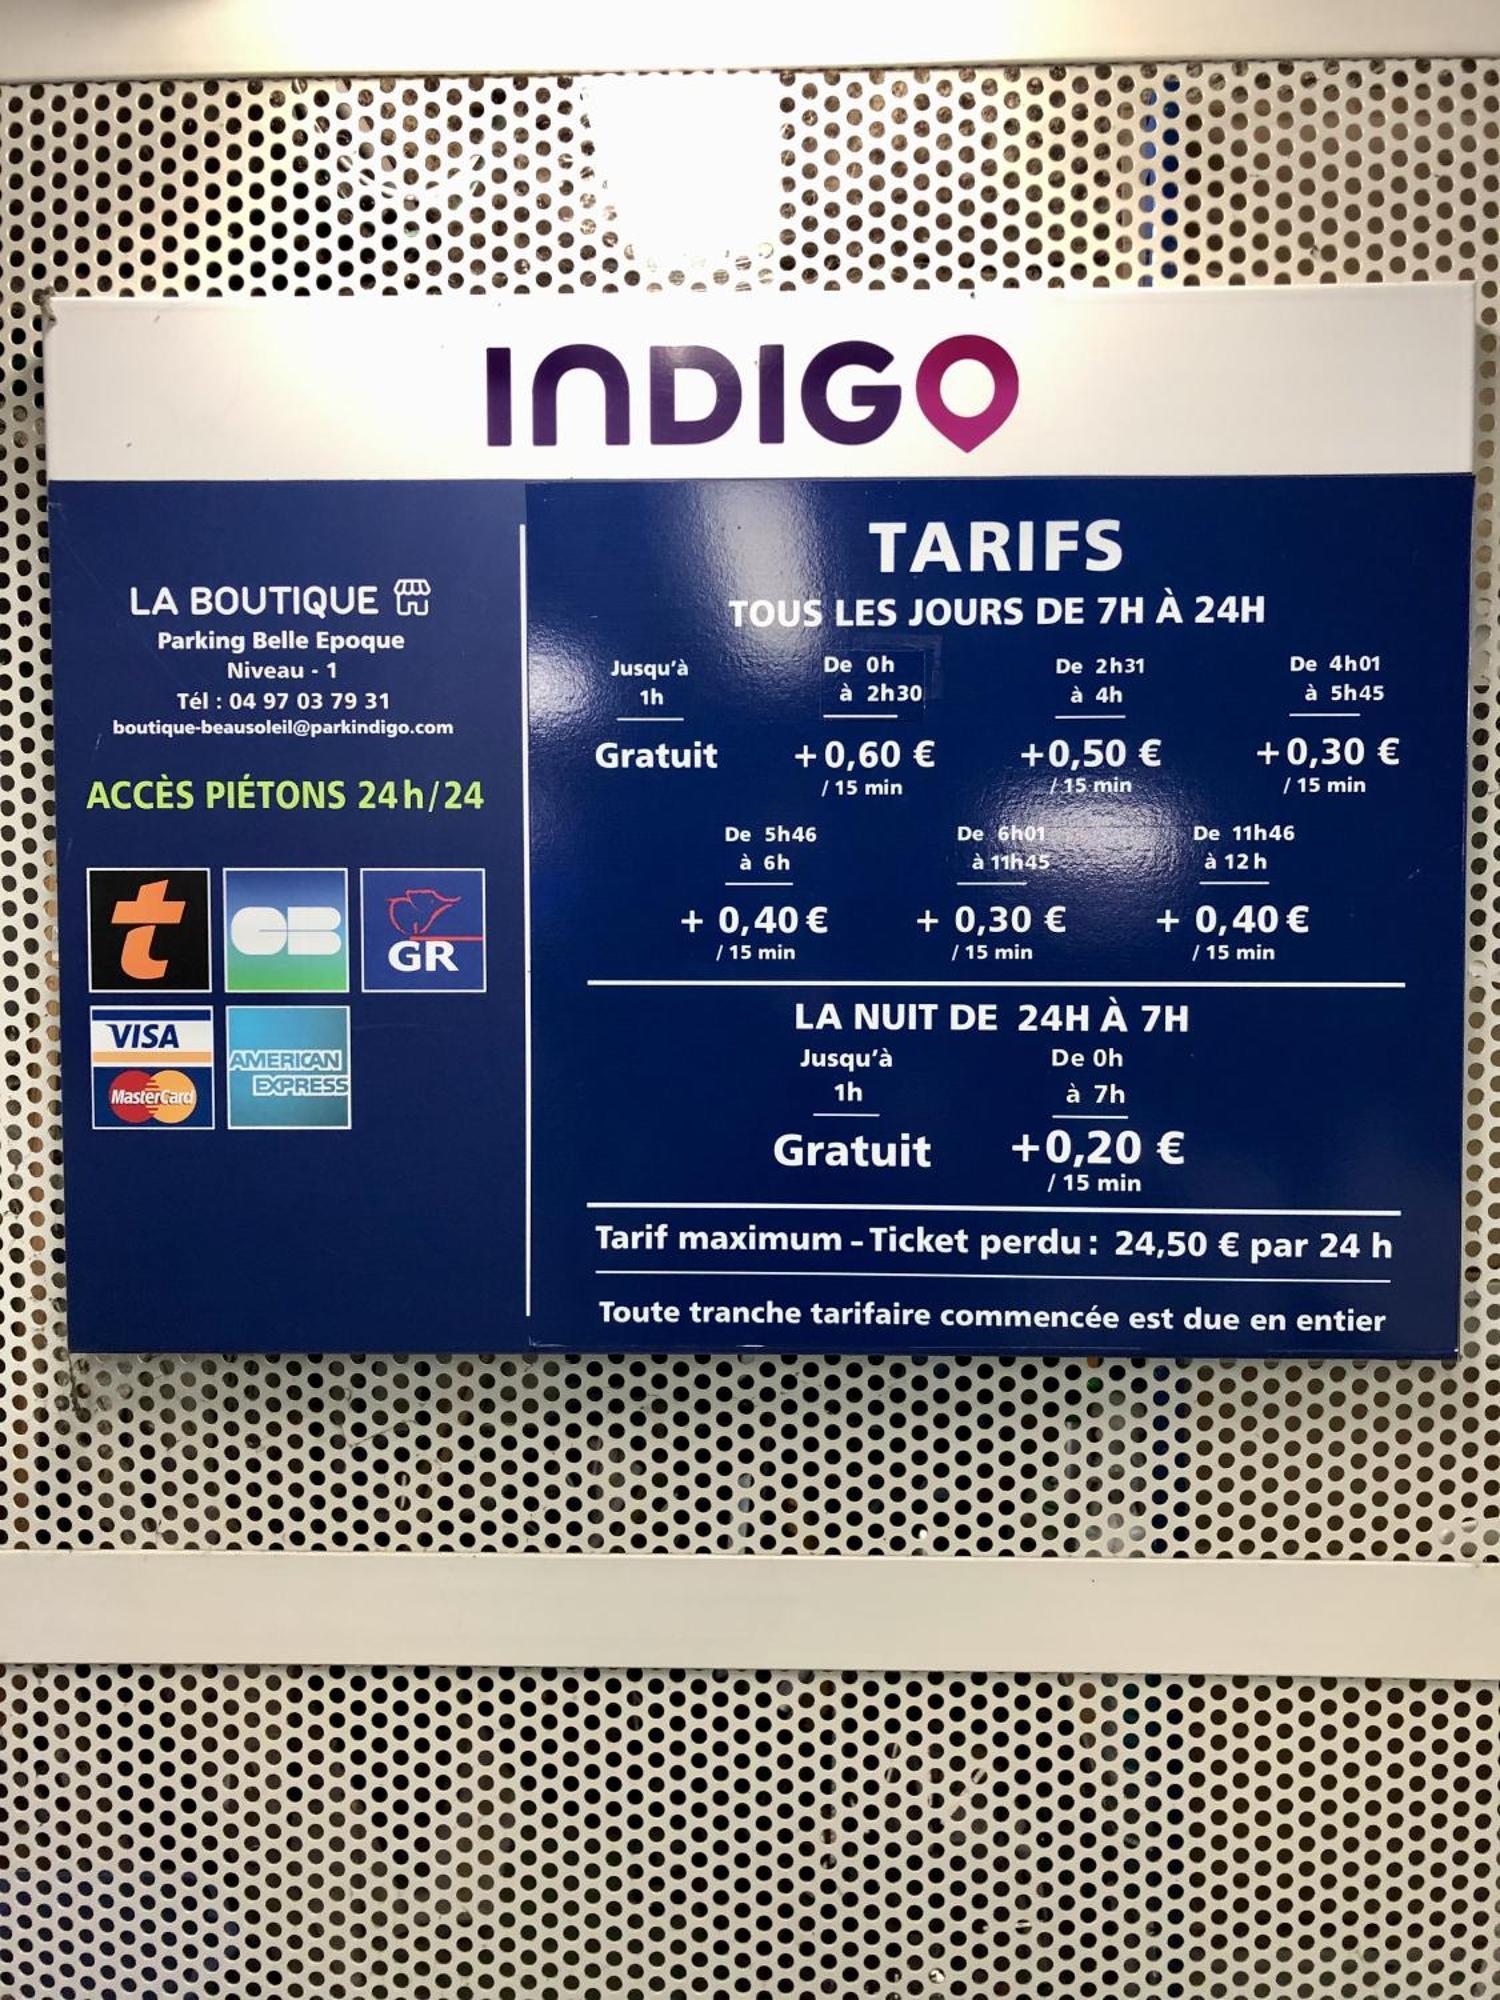 INDIGO
LA BOUTIQUE
Parking Belle Epoque
Niveau - 1
Tél : 04 97 03 79 31
boutique-beausoleil@parkindigo.com
ACCÈS PIÉTONS 24h/24
t
CB
GR
VISA
MasterCard
AMERICAN
EXPRESS
TARIFS
TOUS LES JOURS DE 7H À 24H
Jusqu'à
1h
Gratuit
De 0h
à 2h30
+0,60 €
/ 15 min
De 2h31
à 4h
+0,50 €
/ 15 min
De 4h01
à 5h45
+0,30 €
/ 15 min
De 5h46
à 6h
+ 0,40 €
/ 15 min
De 6h01
à 11h45
+ 0,30 €
/ 15 min
De 11h46
à 12 h
+ 0,40 €
/ 15 min
LA NUIT DE 24H À 7H
Jusqu'à
1h
Gratuit
De 0h
à 7h
+0,20 €
/ 15 min
Tarif maximum - Ticket perdu : 24,50 € par 24 h
Toute tranche tarifaire commencée est due en entier